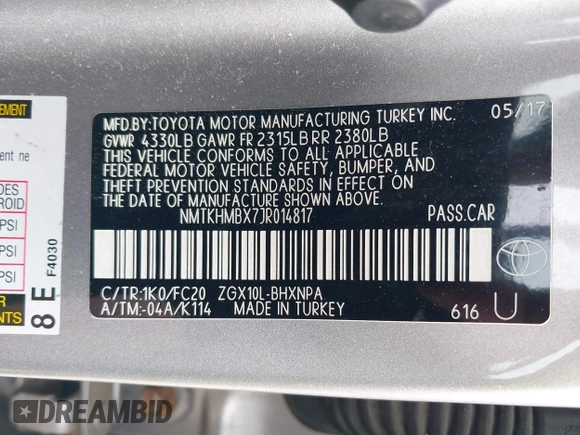 MFD.BY:TOYOTA MOTOR MANUFACTURING TURKEY INC. 05/17
GVWR 4330LB GAWR FR 2315LB RR 2380LB
THIS VEHICLE CONFORMS TO ALL APPLICABLE
FEDERAL MOTOR VEHICLE SAFETY, BUMPER, AND
THEFT PREVENTION STANDARDS IN EFFECT ON
THE DATE OF MANUFACTURE SHOWN ABOVE.
NMTKHMBX7JR014817 PASS.CAR
C/TR:1K0/FC20 ZGX10L-BHXNPA
A/TM:-04A/K114 MADE IN TURKEY 616 U
EMENT
ent ne
DES
ROID
PSI
PSI
R
ENTS
8 E F4030
DREAMBID